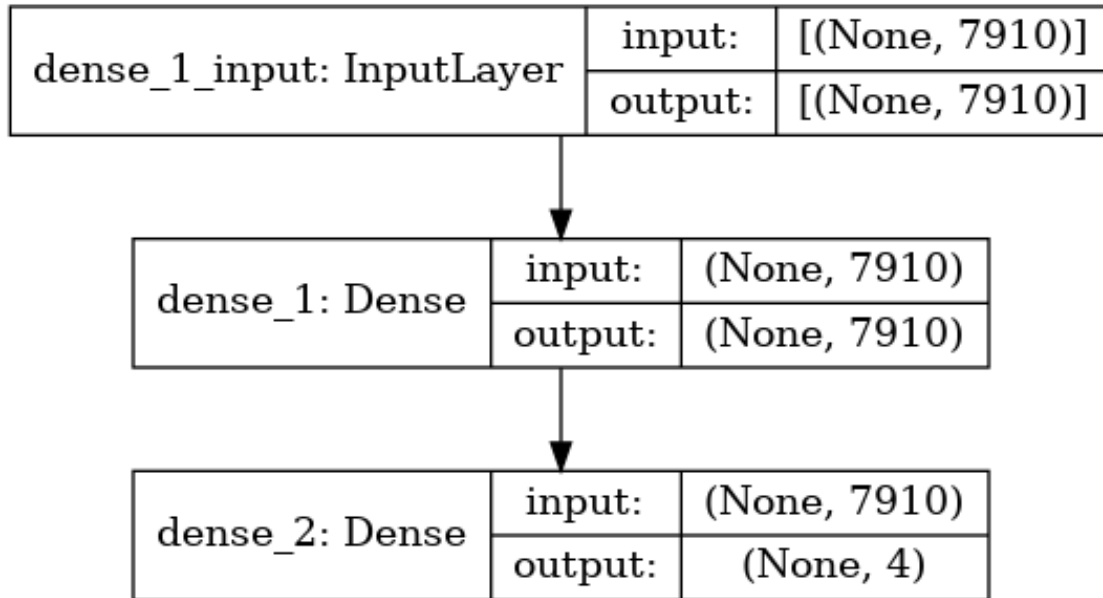 dense_1_input: InputLayer
input: [(None, 7910)]
output: [(None, 7910)]
dense_1: Dense
input: (None, 7910)
output: (None, 7910)
dense_2: Dense
input: (None, 7910)
output: (None, 4)